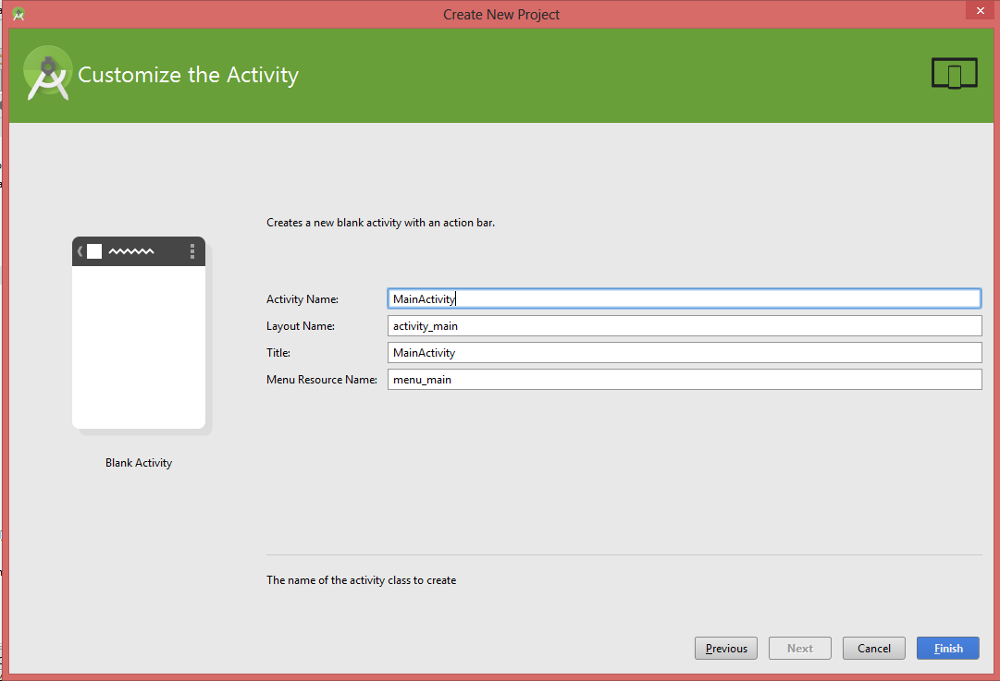 Create New Project
Customize the Activity
Creates a new blank activity with an action bar.
Activity Name: MainActivity
Layout Name: activity_main
Title: MainActivity
Menu Resource Name: menu_main
Blank Activity
The name of the activity class to create
Previous Next Cancel Finish